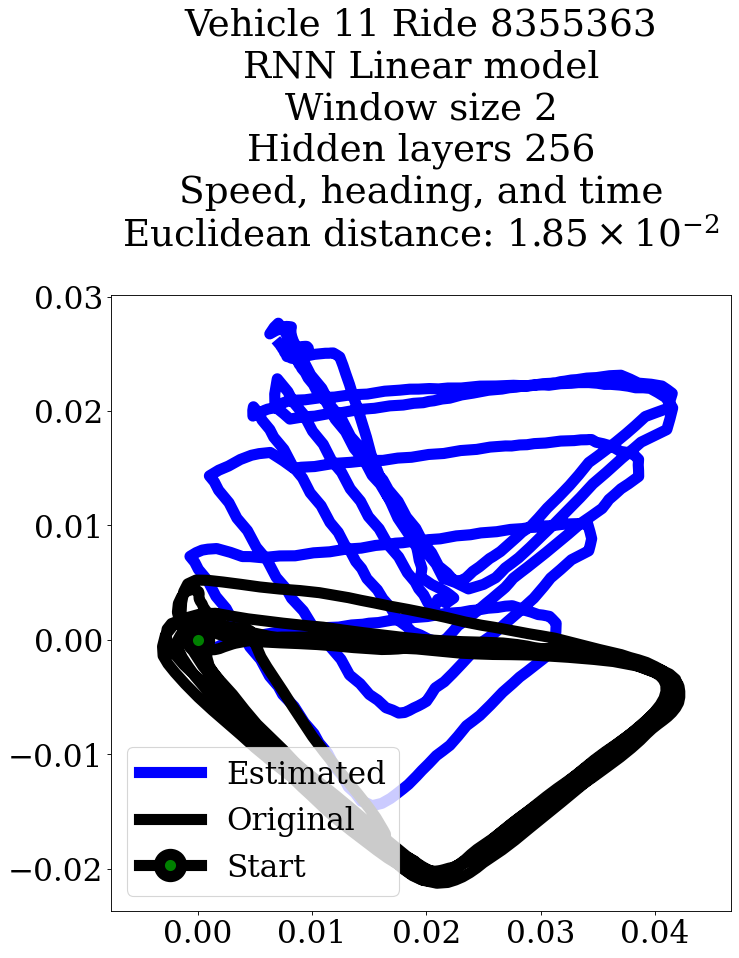 Vehicle 11 Ride 8355363
RNN Linear model
Window size 2
Hidden layers 256
Speed, heading, and time
Euclidean distance: 1.85 × 10⁻²
0.03
0.02
0.01
0.00
−0.01
−0.02
Estimated
Original
Start
0.00 0.01 0.02 0.03 0.04